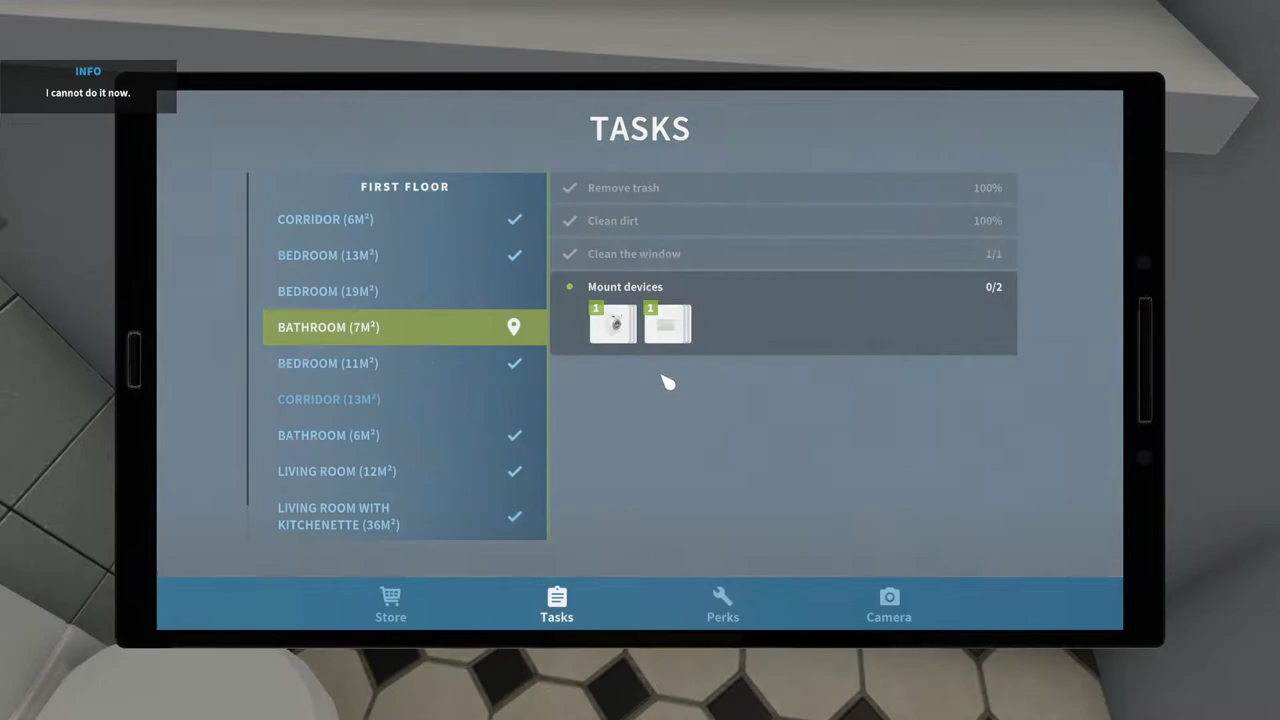 INFO
I cannot do it now.
TASKS
FIRST FLOOR
CORRIDOR (6M²)
BEDROOM (13M²)
BEDROOM (19M²)
BATHROOM (7M²)
BEDROOM (11M²)
CORRIDOR (13M²)
BATHROOM (6M²)
LIVING ROOM (12M²)
LIVING ROOM WITH
KITCHENETTE (36M²)
Remove trash 100%
Clean dirt 100%
Clean the window 1/1
Mount devices 0/2
1 1
Store Tasks Perks Camera